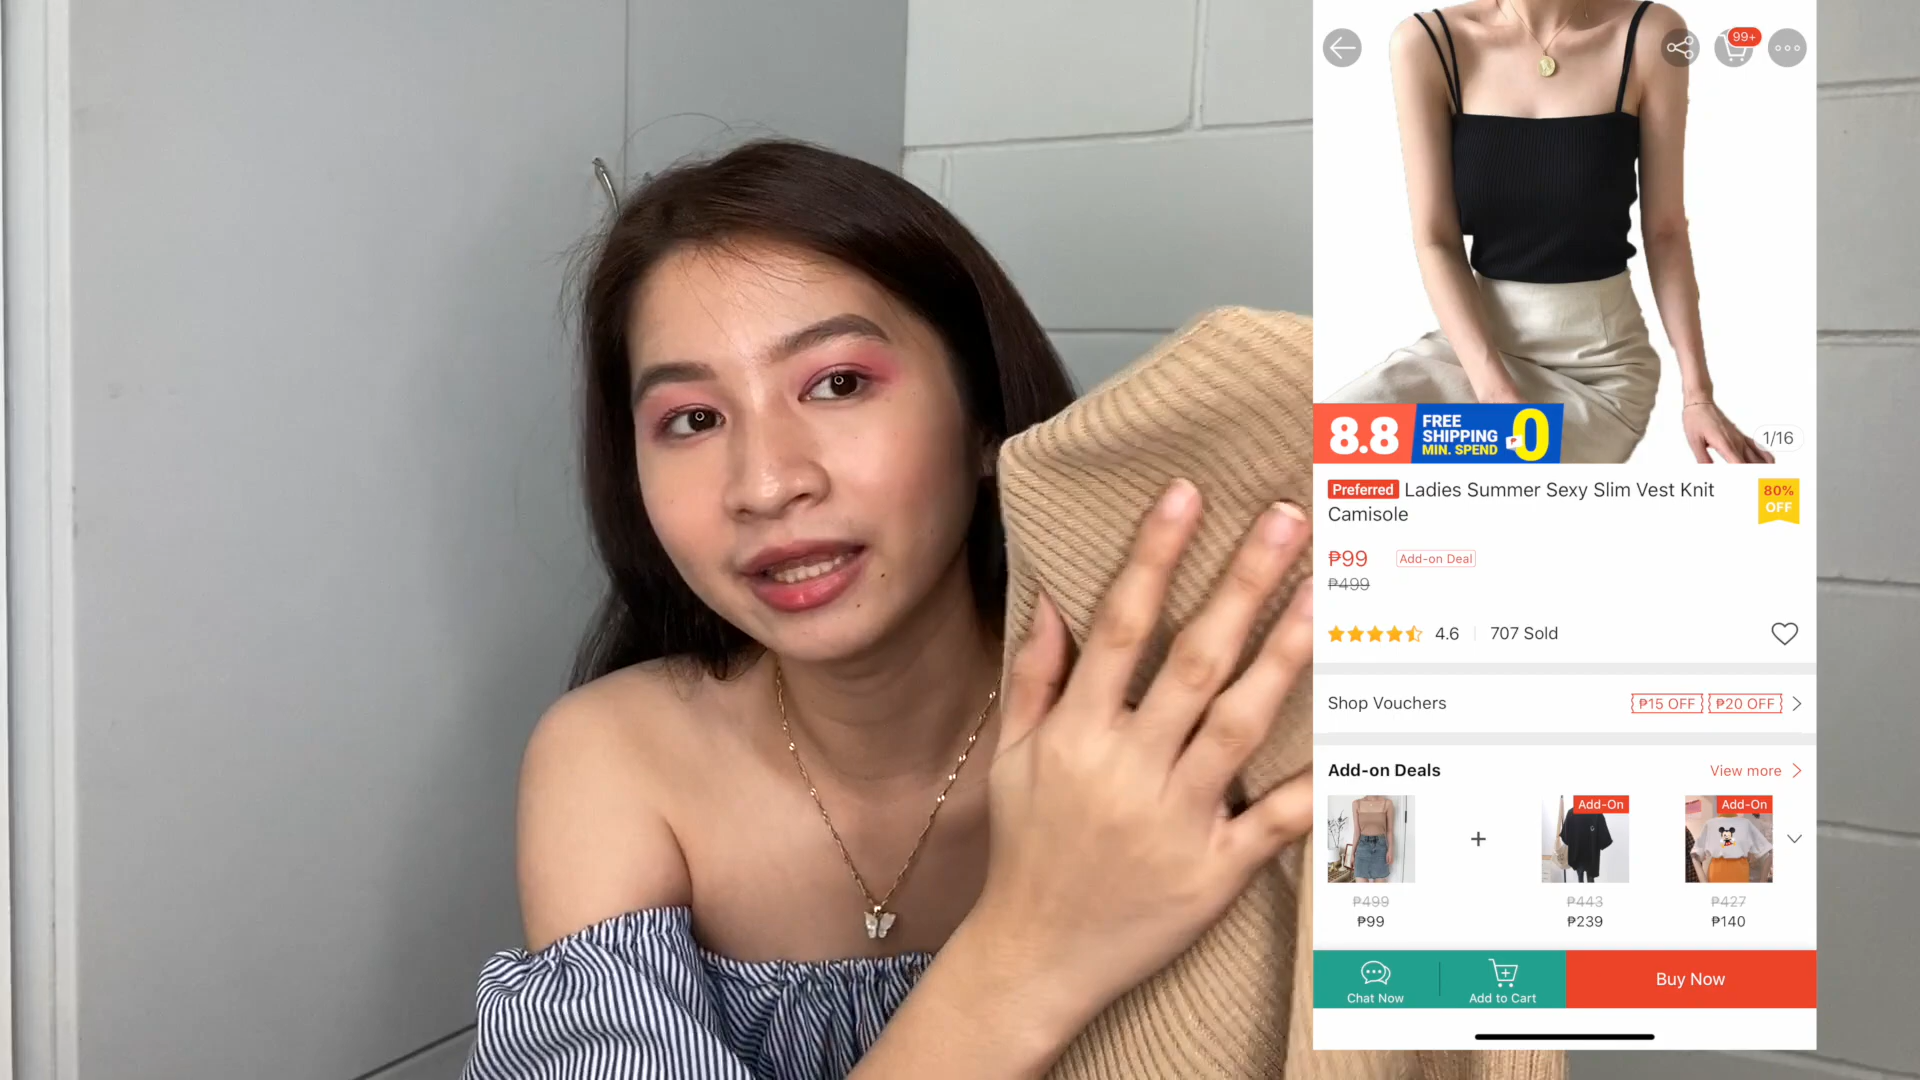 99+
8.8
FREE
SHIPPING
MIN. SPEND
₱0
1/16
Preferred Ladies Summer Sexy Slim Vest Knit
Camisole
80%
OFF
₱99
Add-on Deal
₱499
4.6
707 Sold
Shop Vouchers
₱15 OFF
₱20 OFF
Add-on Deals
View more
Add-On
Add-On
₱499
₱443
₱427
₱99
₱239
₱140
Chat Now
Add to Cart
Buy Now